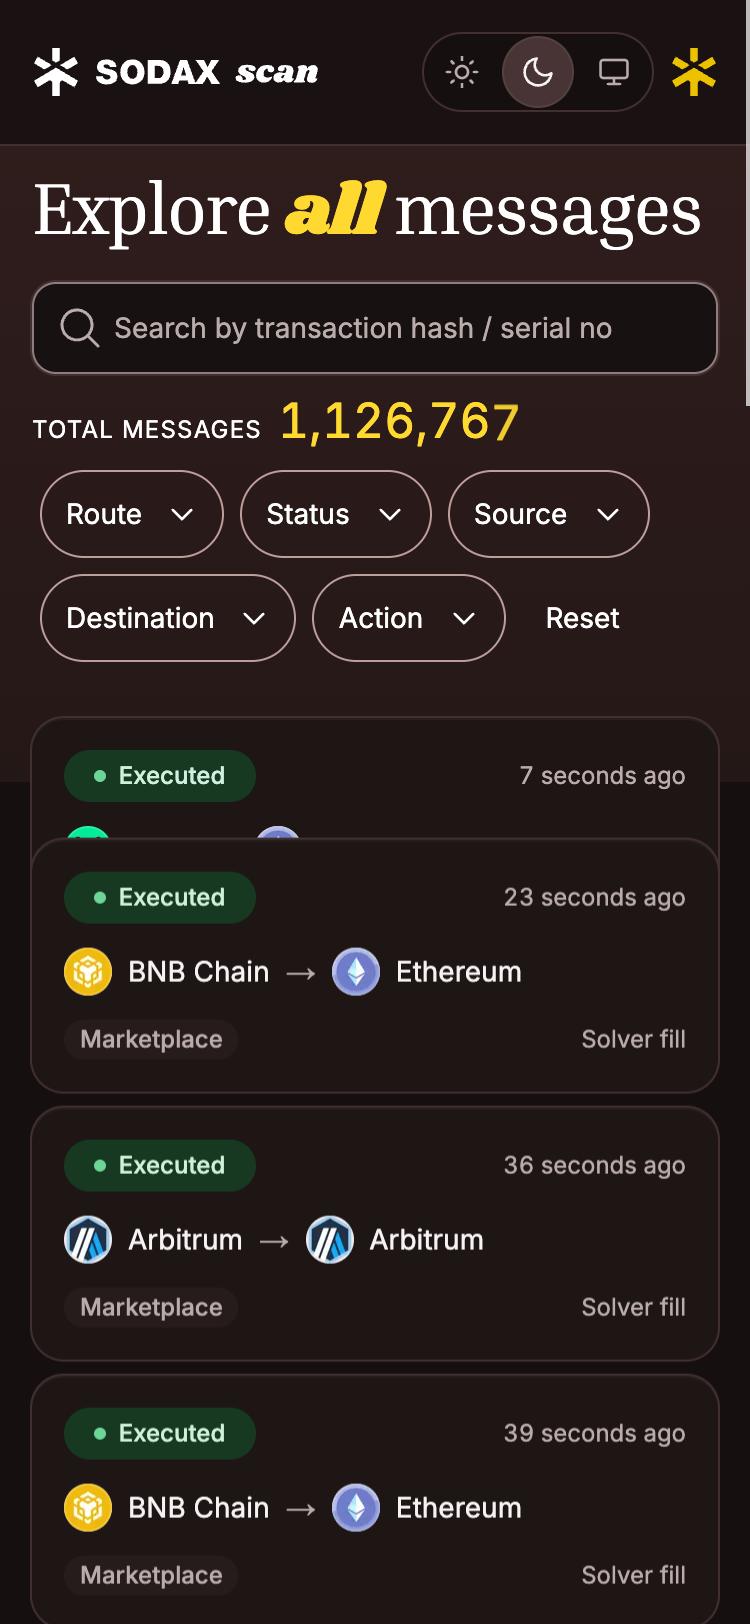 SODAX scan
Explore all messages
Search by transaction hash / serial no
TOTAL MESSAGES 1,126,767
Route Status Source
Destination Action Reset
Executed 7 seconds ago
Executed 23 seconds ago
BNB Chain → Ethereum
Marketplace Solver fill
Executed 36 seconds ago
Arbitrum → Arbitrum
Marketplace Solver fill
Executed 39 seconds ago
BNB Chain → Ethereum
Marketplace Solver fill